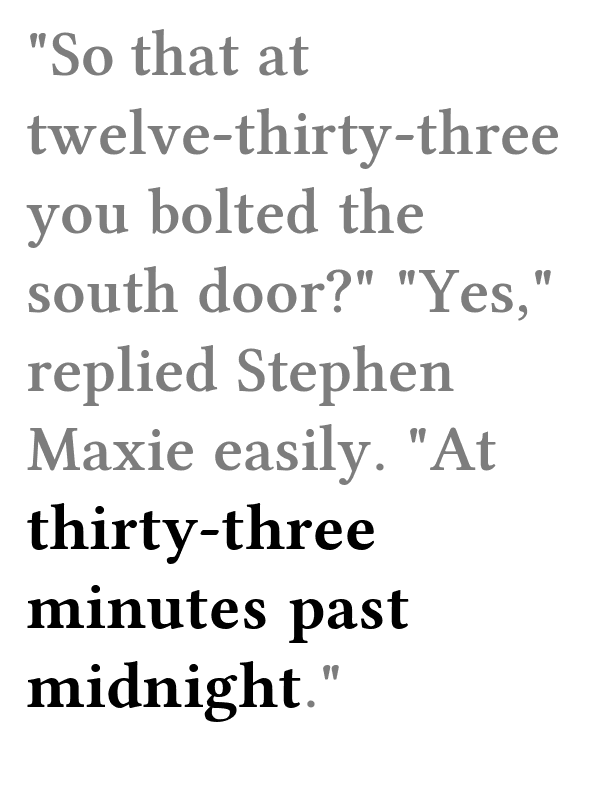 "So that at
twelve-thirty-three
you bolted the
south door?" "Yes,"
replied Stephen
Maxie easily. "At
thirty-three
minutes past
midnight."